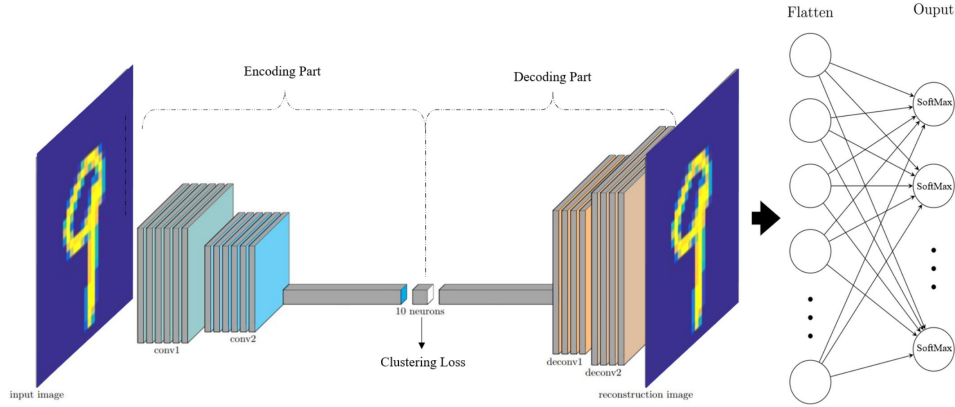 Flatten
Ouput
Encoding Part
Decoding Part
SoftMax
SoftMax
SoftMax
10 neurons
Clustering Loss
conv1
conv2
deconv1
deconv2
input image
reconstruction image